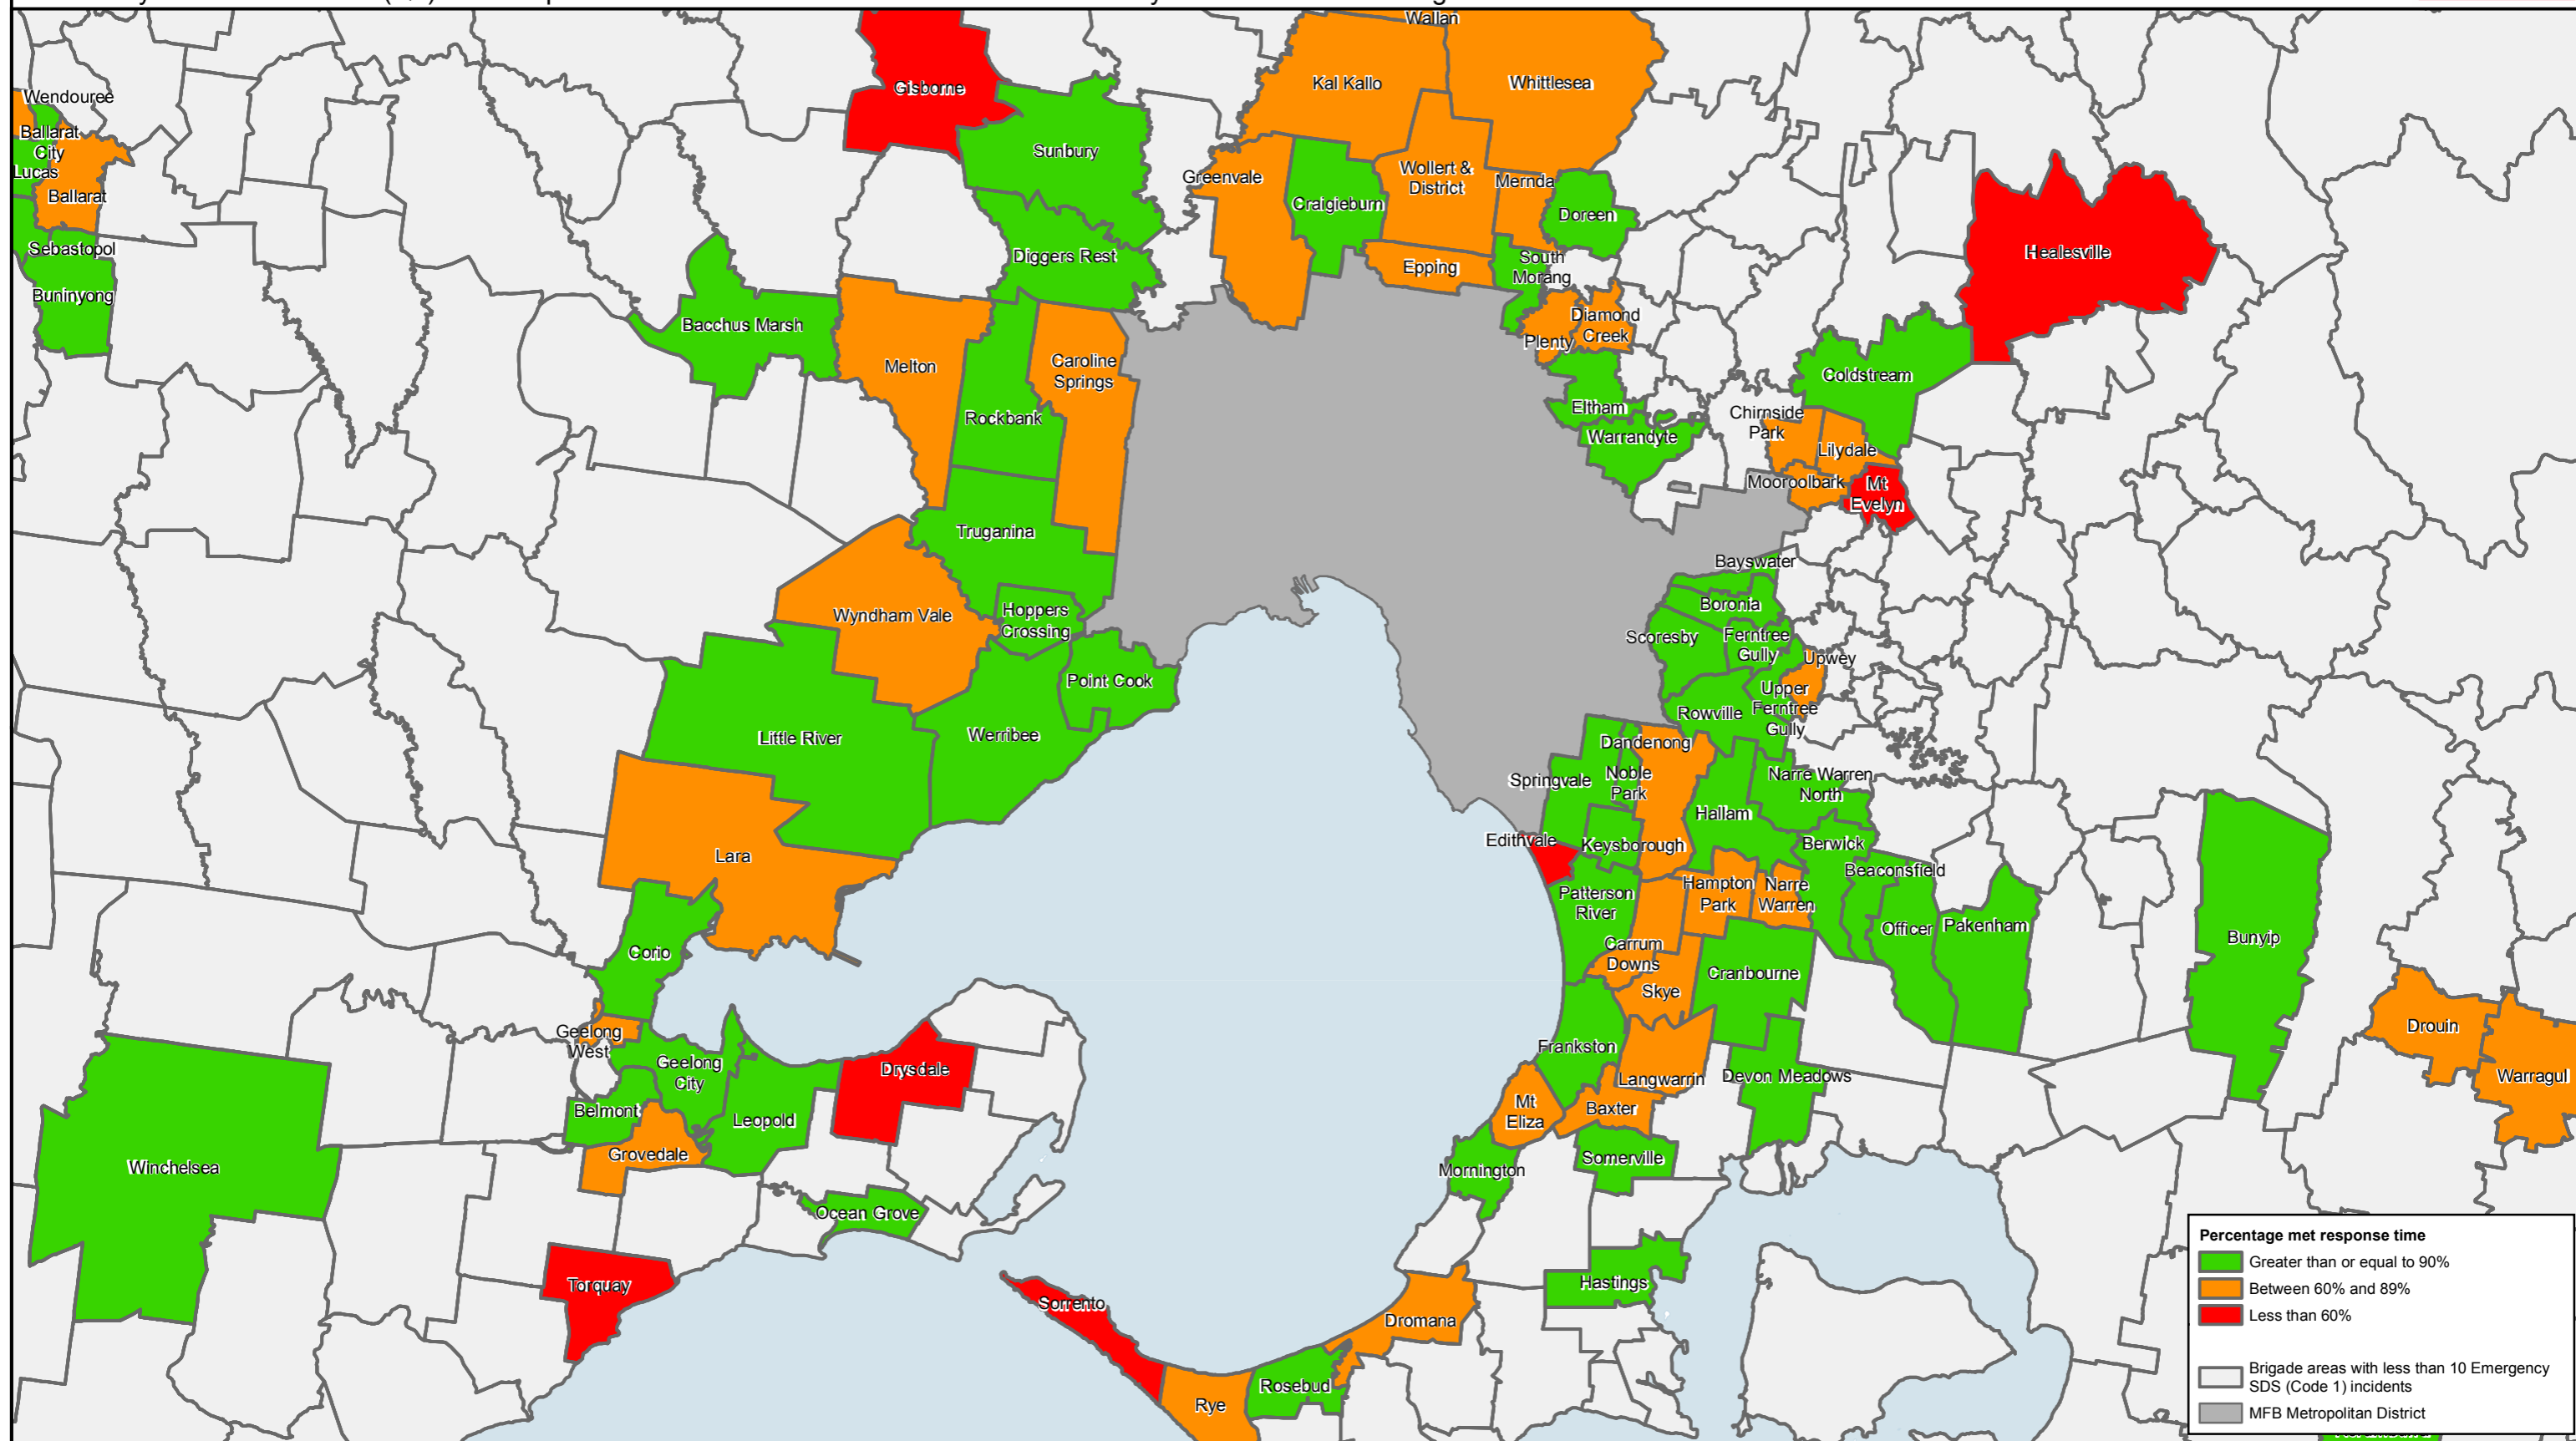 Wallan
Gisborne
Kal Kallo
Whittlesea
Wendouree
Ballarat
City
Lucas
Ballarat
Sunbury
Greenvale
Craigieburn
Wollert &
District
Mernda
Doreen
Sebastopol
Buninyong
Diggers Rest
Epping
South
Morang
Healesville
Bacchus Marsh
Melton
Caroline
Springs
Rockbank
Diamond
Creek
Plenty
Coldstream
Eltham
Warrandyte
Chirnside
Park
Lilydale
Mooroolbark
Mt
Evelyn
Truganina
Wyndham Vale
Hoppers
Crossing
Bayswater
Boronia
Scoresby
Ferntree
Gully
Upwey
Upper
Ferntree
Gully
Point Cook
Rowville
Little River
Werribee
Dandenong
Springvale
Noble
Park
Narre Warren
North
Hallam
Lara
Edithvale
Keysborough
Berwick
Beaconsfield
Patterson
River
Hampton
Park
Narre
Warren
Officer
Pakenham
Bunyip
Corio
Carrum
Downs
Cranbourne
Skye
Drouin
Geelong
West
Geelong
City
Drysdale
Frankston
Langwarrin
Devon Meadows
Warragul
Belmont
Leopold
Mt
Eliza
Baxter
Winchelsea
Grovedale
Mornington
Somerville
Ocean Grove
Torquay
Sorrento
Hastings
Dromana
Rye
Rosebud
Percentage met response time
Greater than or equal to 90%
Between 60% and 89%
Less than 60%
Brigade areas with less than 10 Emergency
SDS (Code 1) incidents
MFB Metropolitan District